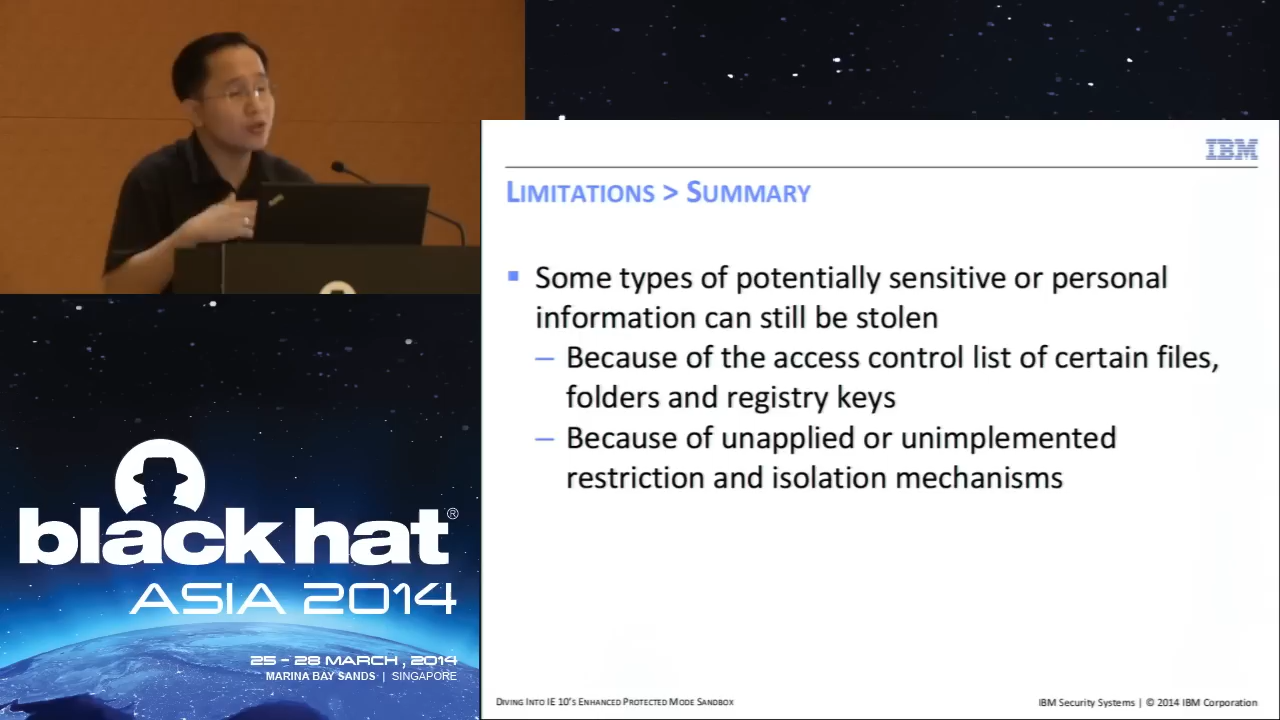 IBM
LIMITATIONS > SUMMARY
Some types of potentially sensitive or personal
information can still be stolen
– Because of the access control list of certain files,
folders and registry keys
– Because of unapplied or unimplemented
restriction and isolation mechanisms
black hat®
ASIA 2014
25 - 28 MARCH, 2014
MARINA BAY SANDS | SINGAPORE
DIVING INTO IE 10'S ENHANCED PROTECTED MODE SANDBOX
IBM Security Systems | © 2014 IBM Corporation